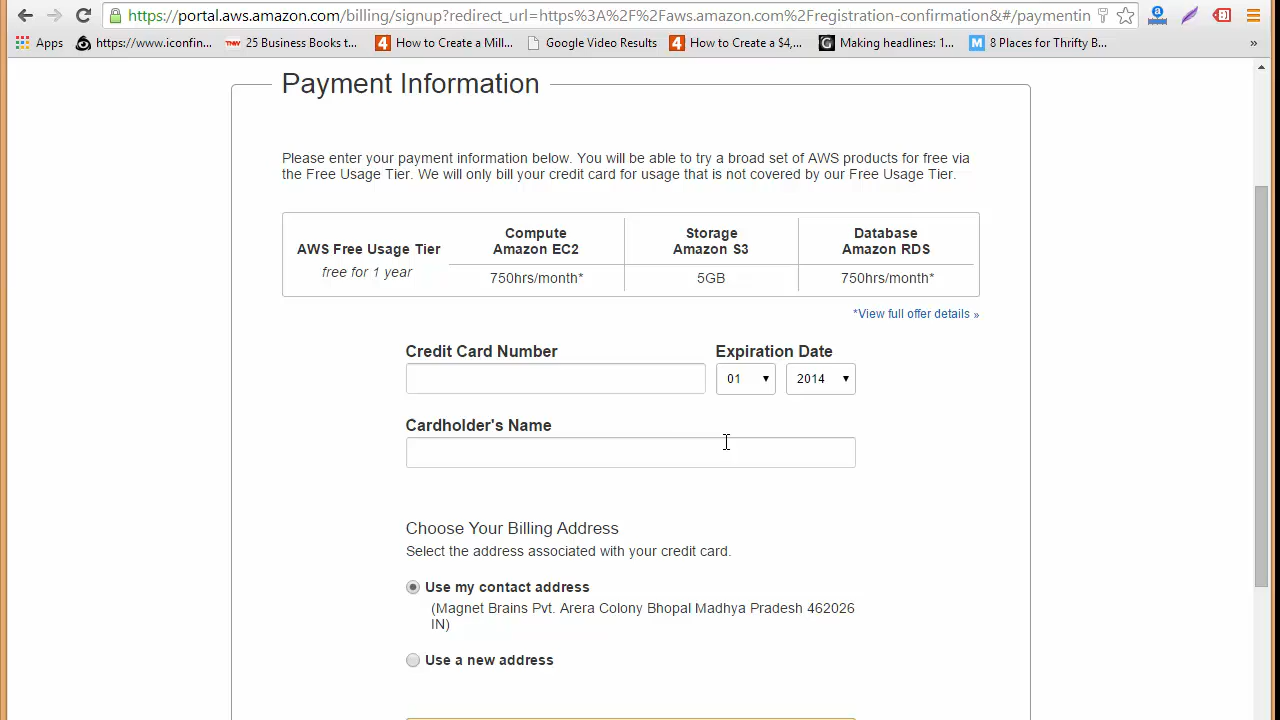 https://portal.aws.amazon.com/billing/signup?redirect_url=https%3A%2F%2Faws.amazon.com%2Fregistration-confirmation&#/paymentin
Apps https://www.iconfin... 25 Business Books t... How to Create a Mill... Google Video Results How to create a $4,... Making headlines: 1... 8 Places for Thrifty B... »
Payment Information
Please enter your payment information below. You will be able to try a broad set of AWS products for free via
the Free Usage Tier. We will only bill your credit card for usage that is not covered by our Free Usage Tier.
AWS Free Usage Tier
free for 1 year
Compute
Amazon EC2
750hrs/month*
Storage
Amazon S3
5GB
Database
Amazon RDS
750hrs/month*
*View full offer details »
Credit Card Number Expiration Date
01 2014
Cardholder's Name
Choose Your Billing Address
Select the address associated with your credit card.
Use my contact address
(Magnet Brains Pvt. Arera Colony Bhopal Madhya Pradesh 462026
IN)
Use a new address